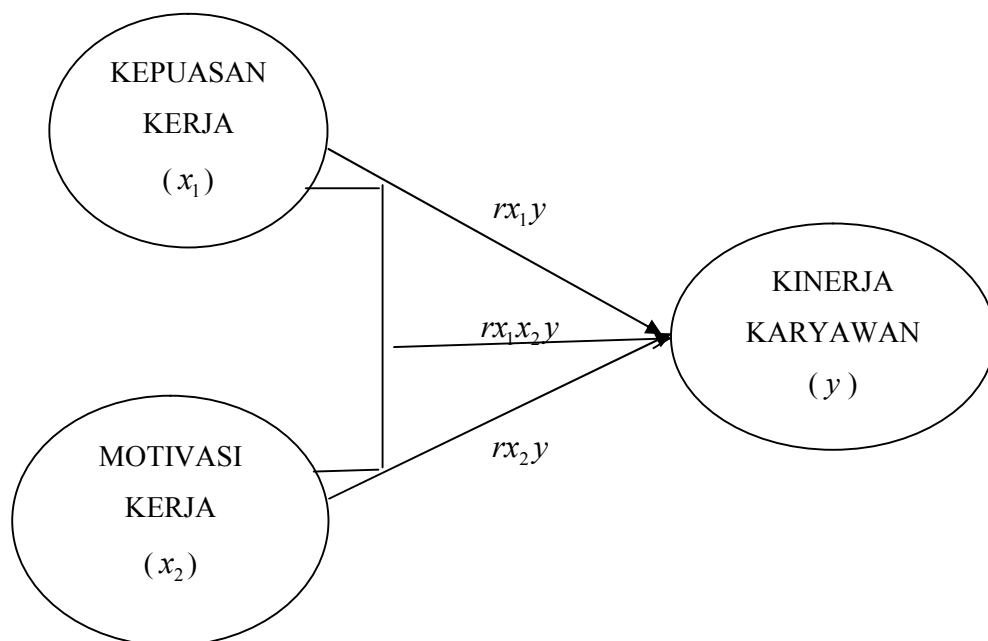 KEPUASAN
KERJA
(x₁)
rx₁y
KINERJA
KARYAWAN
(y)
rx₁x₂y
MOTIVASI
KERJA
(x₂)
rx₂y